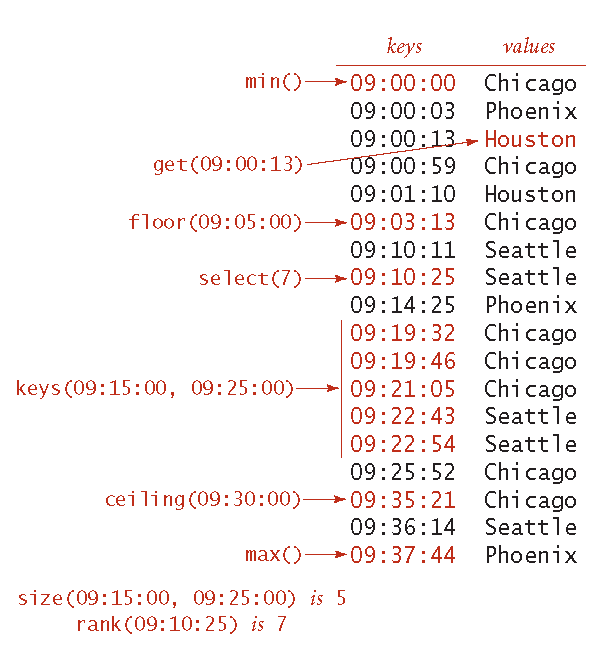 keys values
min() 09:00:00 Chicago
09:00:03 Phoenix
09:00:13 Houston
get(09:00:13) 09:00:59 Chicago
09:01:10 Houston
floor(09:05:00) 09:03:13 Chicago
09:10:11 Seattle
select(7) 09:10:25 Seattle
09:14:25 Phoenix
09:19:32 Chicago
09:19:46 Chicago
keys(09:15:00, 09:25:00) 09:21:05 Chicago
09:22:43 Seattle
09:22:54 Seattle
09:25:52 Chicago
ceiling(09:30:00) 09:35:21 Chicago
09:36:14 Seattle
max() 09:37:44 Phoenix
size(09:15:00, 09:25:00) is 5
rank(09:10:25) is 7